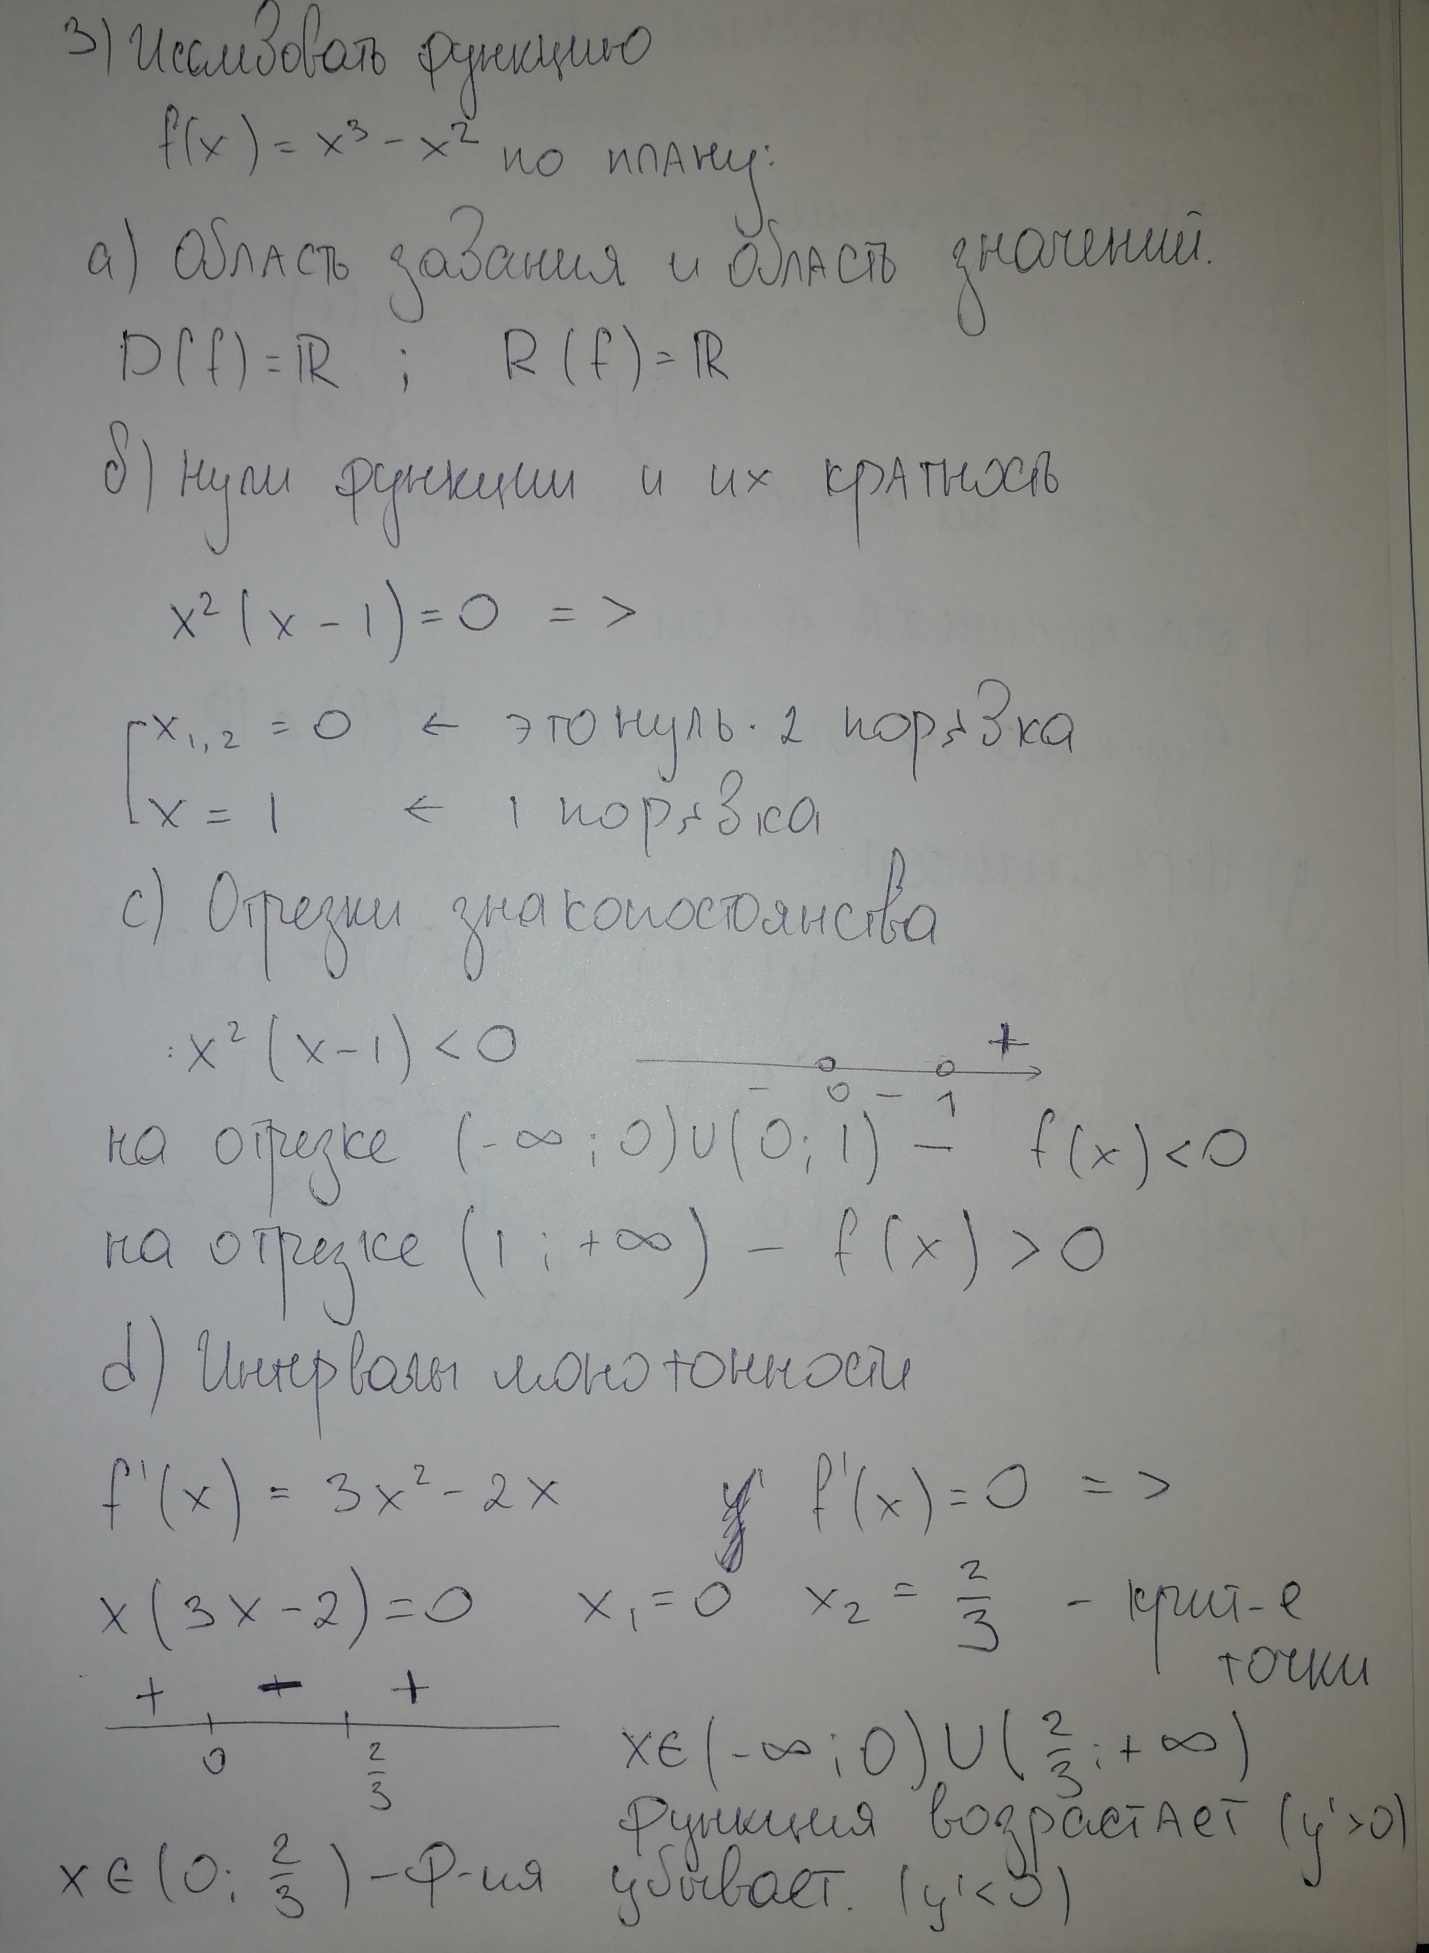 3) Исследовать функцию
f(x) = x³ - x² по плану:
a) Область задания и область значений.
D(f) = ℝ ; R(f) = ℝ
б) Нули функции и их кратность
x²(x - 1) = 0 =>
[ x₁,₂ = 0 ← это нуль 2 порядка
x = 1 ← 1 порядка
c) Отрезки знакопостоянства
x²(x-1) < 0 +
- 0 - 1
на отрезке (-∞; 0)∪(0; 1) — f(x) < 0
на отрезке (1; +∞) — f(x) > 0
d) Интервалы монотонности
f'(x) = 3x² - 2x f'(x) = 0 =>
x(3x - 2) = 0 x₁ = 0 x₂ = 2/3 - крит-е
точки
+ - +
0 2/3 x∈(-∞; 0)∪(2/3; +∞)
функция возрастАет (y'>0)
x∈(0; 2/3) - ф-ия убывает. (y'<0)